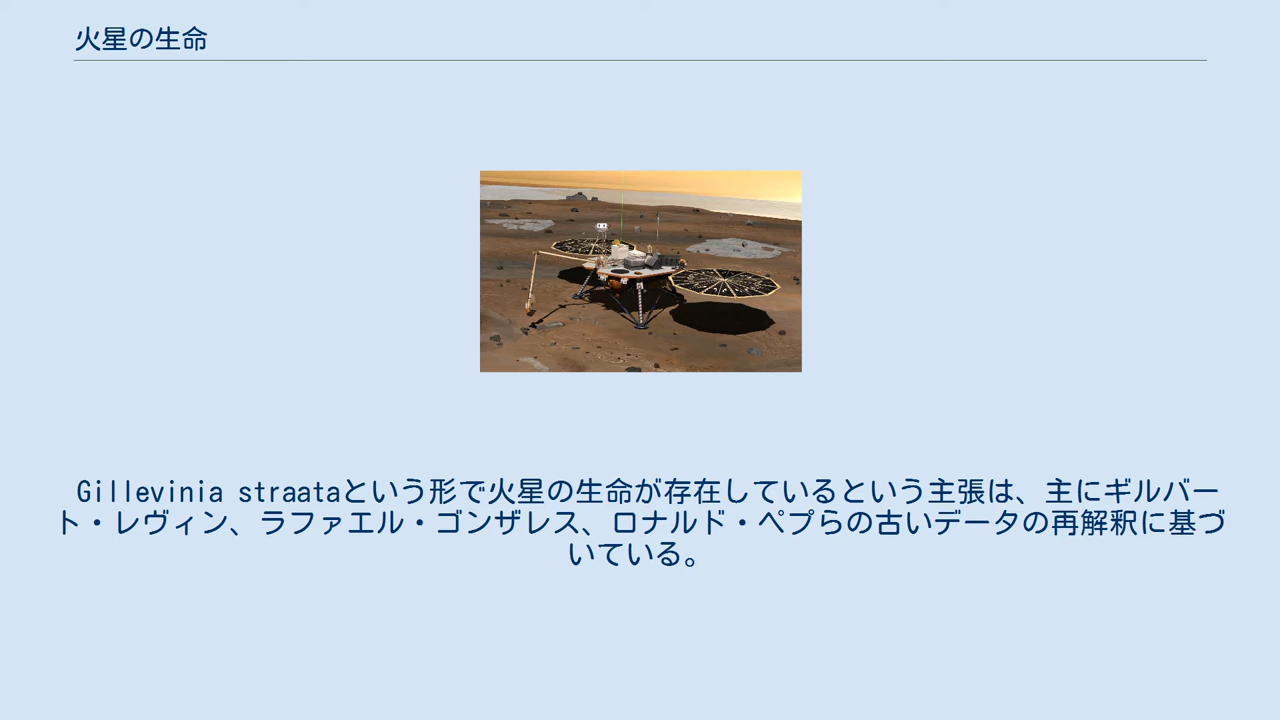 火星の生命
Gillevinia straataという形で火星の生命が存在しているという主張は、主にギルバー
ト・レヴィン、ラファエル・ゴンザレス、ロナルド・ペプらの古いデータの再解釈に基づ
いている。